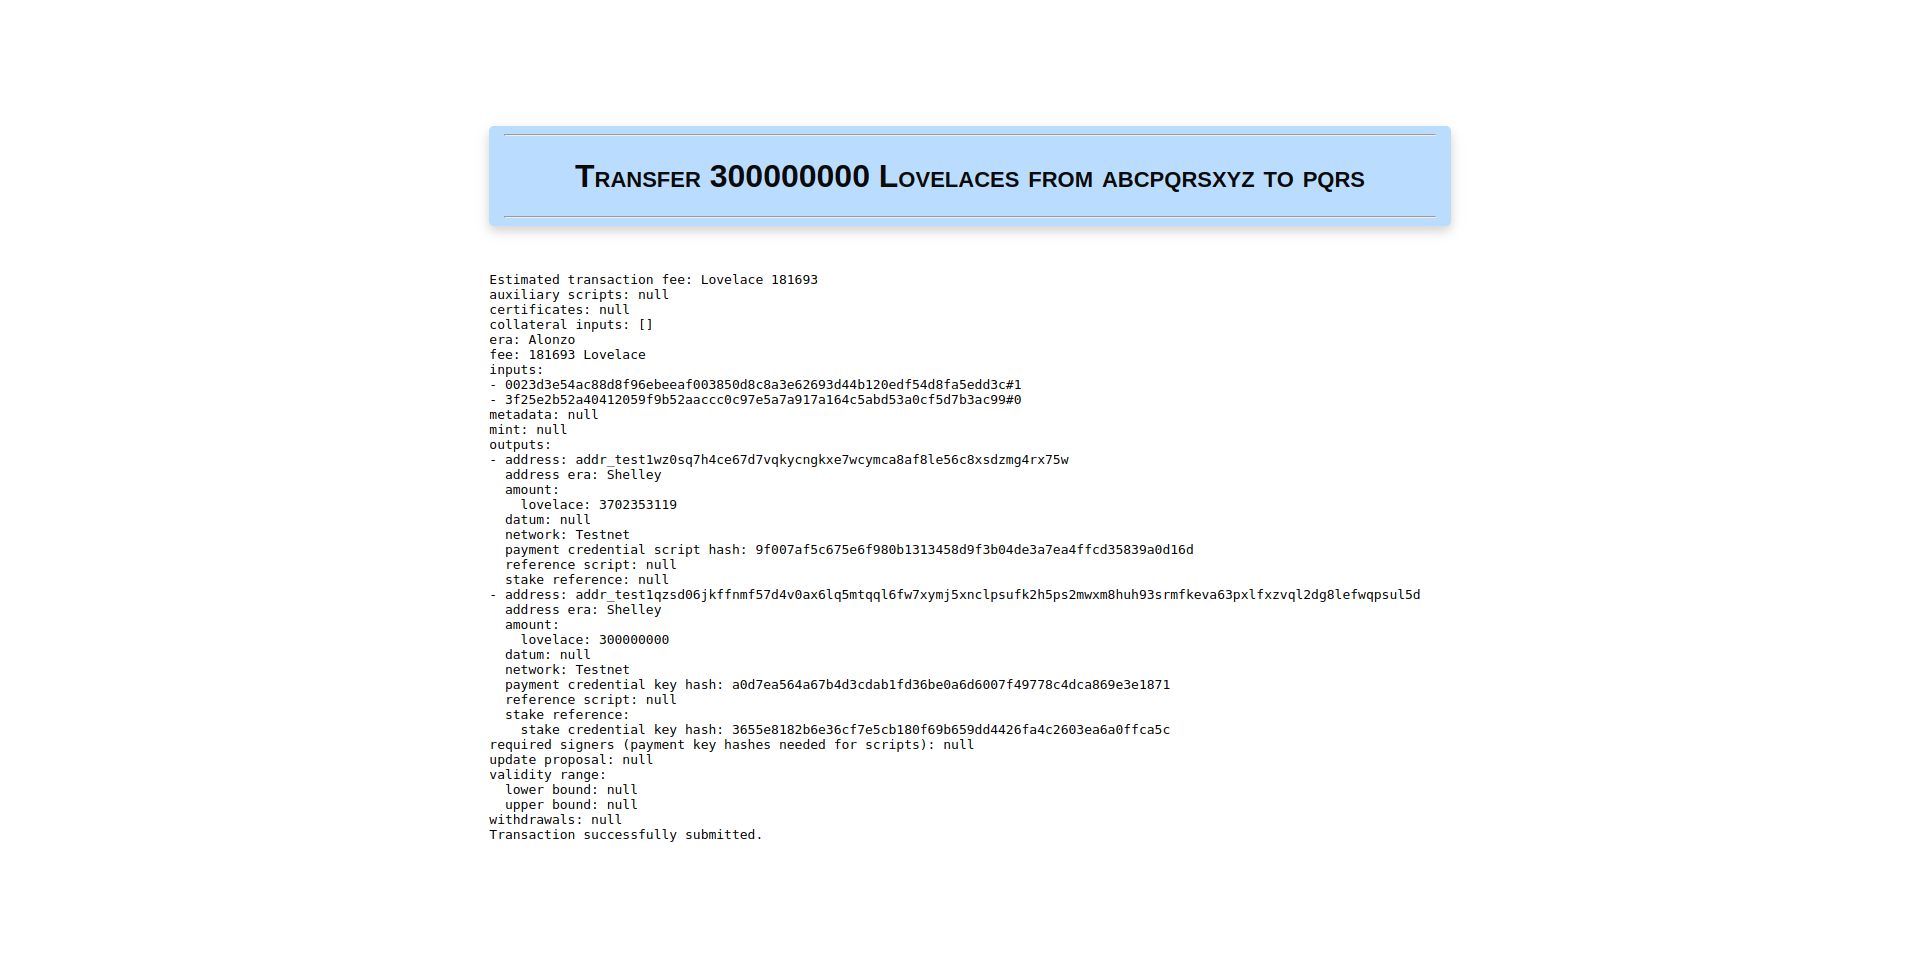 Transfer 300000000 Lovelaces from abcpqrsxyz to pqrs
Estimated transaction fee: Lovelace 181693
auxiliary scripts: null
certificates: null
collateral inputs: []
era: Alonzo
fee: 181693 Lovelace
inputs:
- 0023d3e54ac88d8f96ebeeaf003850d8c8a3e62693d44b120edf54d8fa5edd3c#1
- 3f25e2b52a40412059f9b52aaccc0c97e5a7a917a164c5abd53a0cf5d7b3ac99#0
metadata: null
mint: null
outputs:
- address: addr_test1wz0sq7h4ce67d7vqkycngkxe7wcymca8af8le56c8xsdzmg4rx75w
  address era: Shelley
  amount:
    lovelace: 3702353119
  datum: null
  network: Testnet
  payment credential script hash: 9f007af5c675e6f980b1313458d9f3b04de3a7ea4ffcd35839a0d16d
  reference script: null
  stake reference: null
- address: addr_test1qzsd06jkffnmf57d4v0ax6lq5mtqql6fw7xymj5xnclpsufk2h5ps2mwxm8huh93srmfkeva63pxlfxzvql2dg8lefwqpsul5d
  address era: Shelley
  amount:
    lovelace: 300000000
  datum: null
  network: Testnet
  payment credential key hash: a0d7ea564a67b4d3cdab1fd36be0a6d6007f49778c4dca869e3e1871
  reference script: null
  stake reference:
    stake credential key hash: 3655e8182b6e36cf7e5cb180f69b659dd4426fa4c2603ea6a0ffca5c
required signers (payment key hashes needed for scripts): null
update proposal: null
validity range:
  lower bound: null
  upper bound: null
withdrawals: null
Transaction successfully submitted.